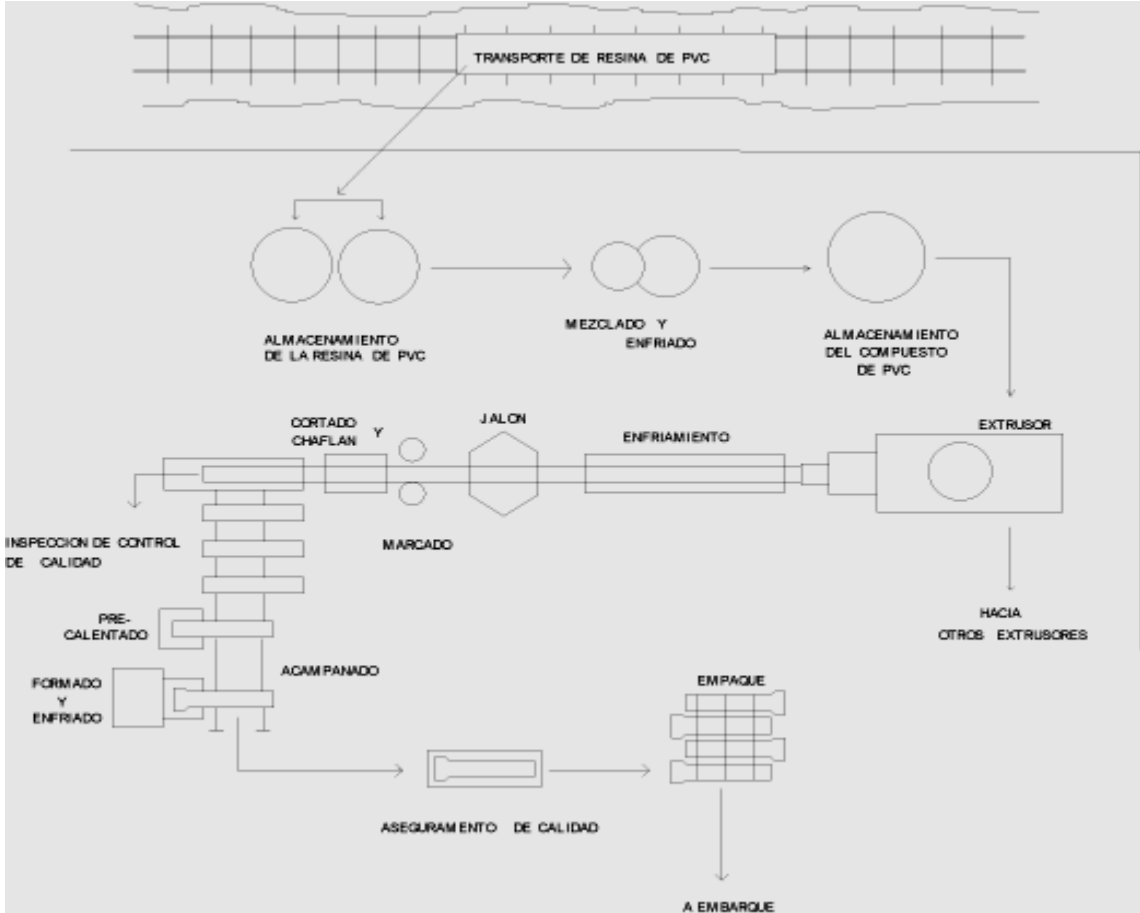 TRANSPORTE DE RESINA DE PVC
ALMACENAMIENTO
DE LA RESINA DE PVC
MEZCLADO Y
ENFRIADO
ALMACENAMIENTO
DEL COMPUESTO
DE PVC
EXTRUSOR
ENFRIAMIENTO
JALON
CORTADO Y
CHAFLAN
MARCADO
INSPECCION DE CONTROL
DE CALIDAD
HACIA
OTROS EXTRUSORES
PRE-
CALENTADO
ACAMPANADO
FORMADO
Y
ENFRIADO
ASEGURAMENTO DE CALIDAD
EMPAQUE
A EMBARQUE